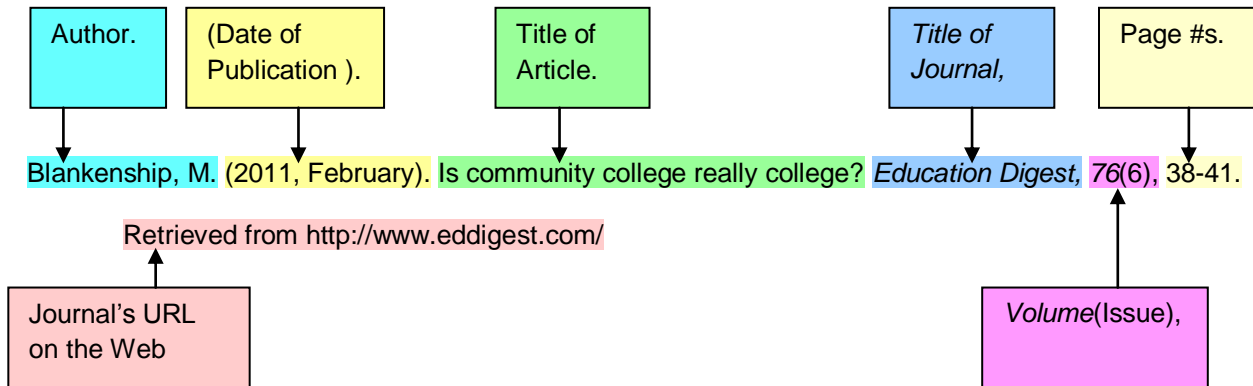 Author.
(Date of
Publication ).
Title of
Article.
Title of
Journal,
Page #s.
Blankenship, M. (2011, February). Is community college really college? Education Digest, 76(6), 38-41.
Retrieved from http://www.eddigest.com/
Journal’s URL
on the Web
Volume(Issue),